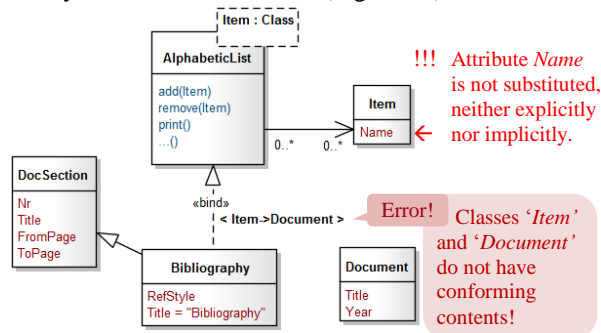 Item : Class
AlphabeticList
add(Item)
remove(Item)
print()
...()
0..*
0..*
Item
Name
!!! Attribute Name
is not substituted,
neither explicitly
← nor implicitly.
DocSection
Nr
Title
FromPage
ToPage
«bind»
< Item->Document >
Error!
Classes ‘Item’
and ‘Document’
do not have
conforming
contents!
Bibliography
RefStyle
Title = "Bibliography"
Document
Title
Year